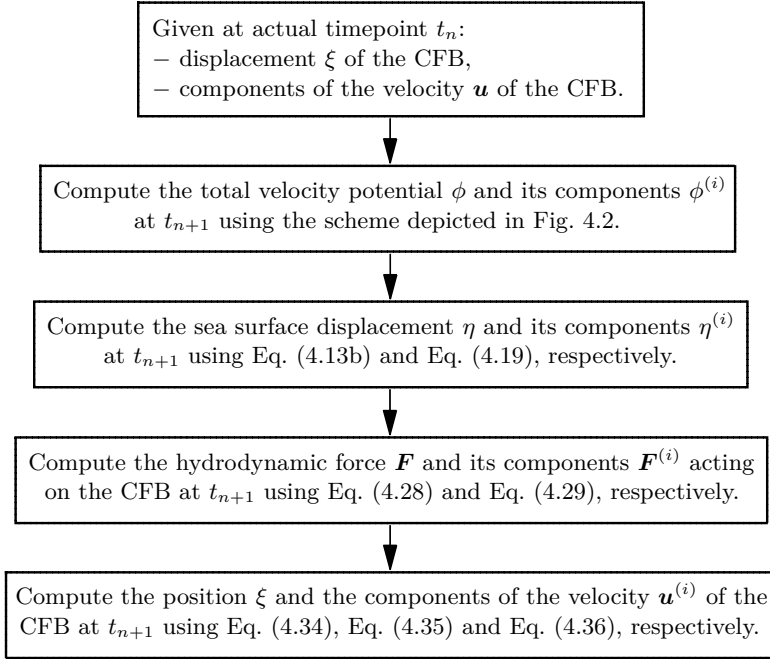 Given at actual timepoint tₙ:
– displacement ξ of the CFB,
– components of the velocity 𝒖 of the CFB.
Compute the total velocity potential ϕ and its components ϕ⁽ⁱ⁾
at tₙ₊₁ using the scheme depicted in Fig. 4.2.
Compute the sea surface displacement η and its components η⁽ⁱ⁾
at tₙ₊₁ using Eq. (4.13b) and Eq. (4.19), respectively.
Compute the hydrodynamic force 𝑭 and its components 𝑭⁽ⁱ⁾ acting
on the CFB at tₙ₊₁ using Eq. (4.28) and Eq. (4.29), respectively.
Compute the position ξ and the components of the velocity 𝒖⁽ⁱ⁾ of the
CFB at tₙ₊₁ using Eq. (4.34), Eq. (4.35) and Eq. (4.36), respectively.